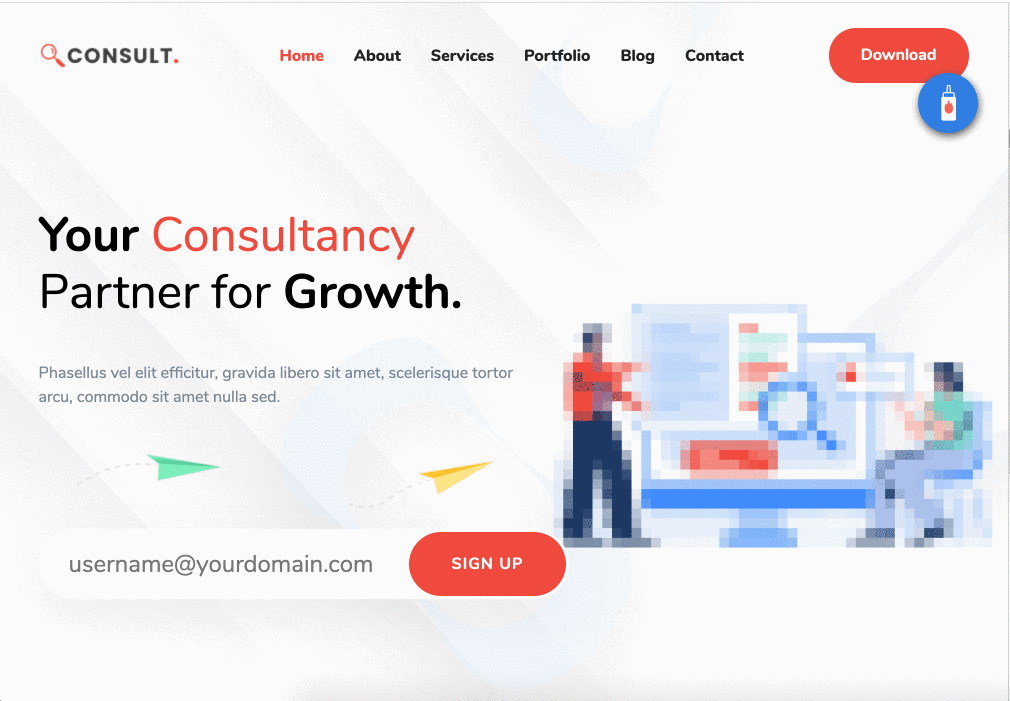 CONSULT.
Home About Services Portfolio Blog Contact Download
Your Consultancy
Partner for Growth.
Phasellus vel elit efficitur, gravida libero sit amet, scelerisque tortor
arcu, commodo sit amet nulla sed.
username@yourdomain.com SIGN UP